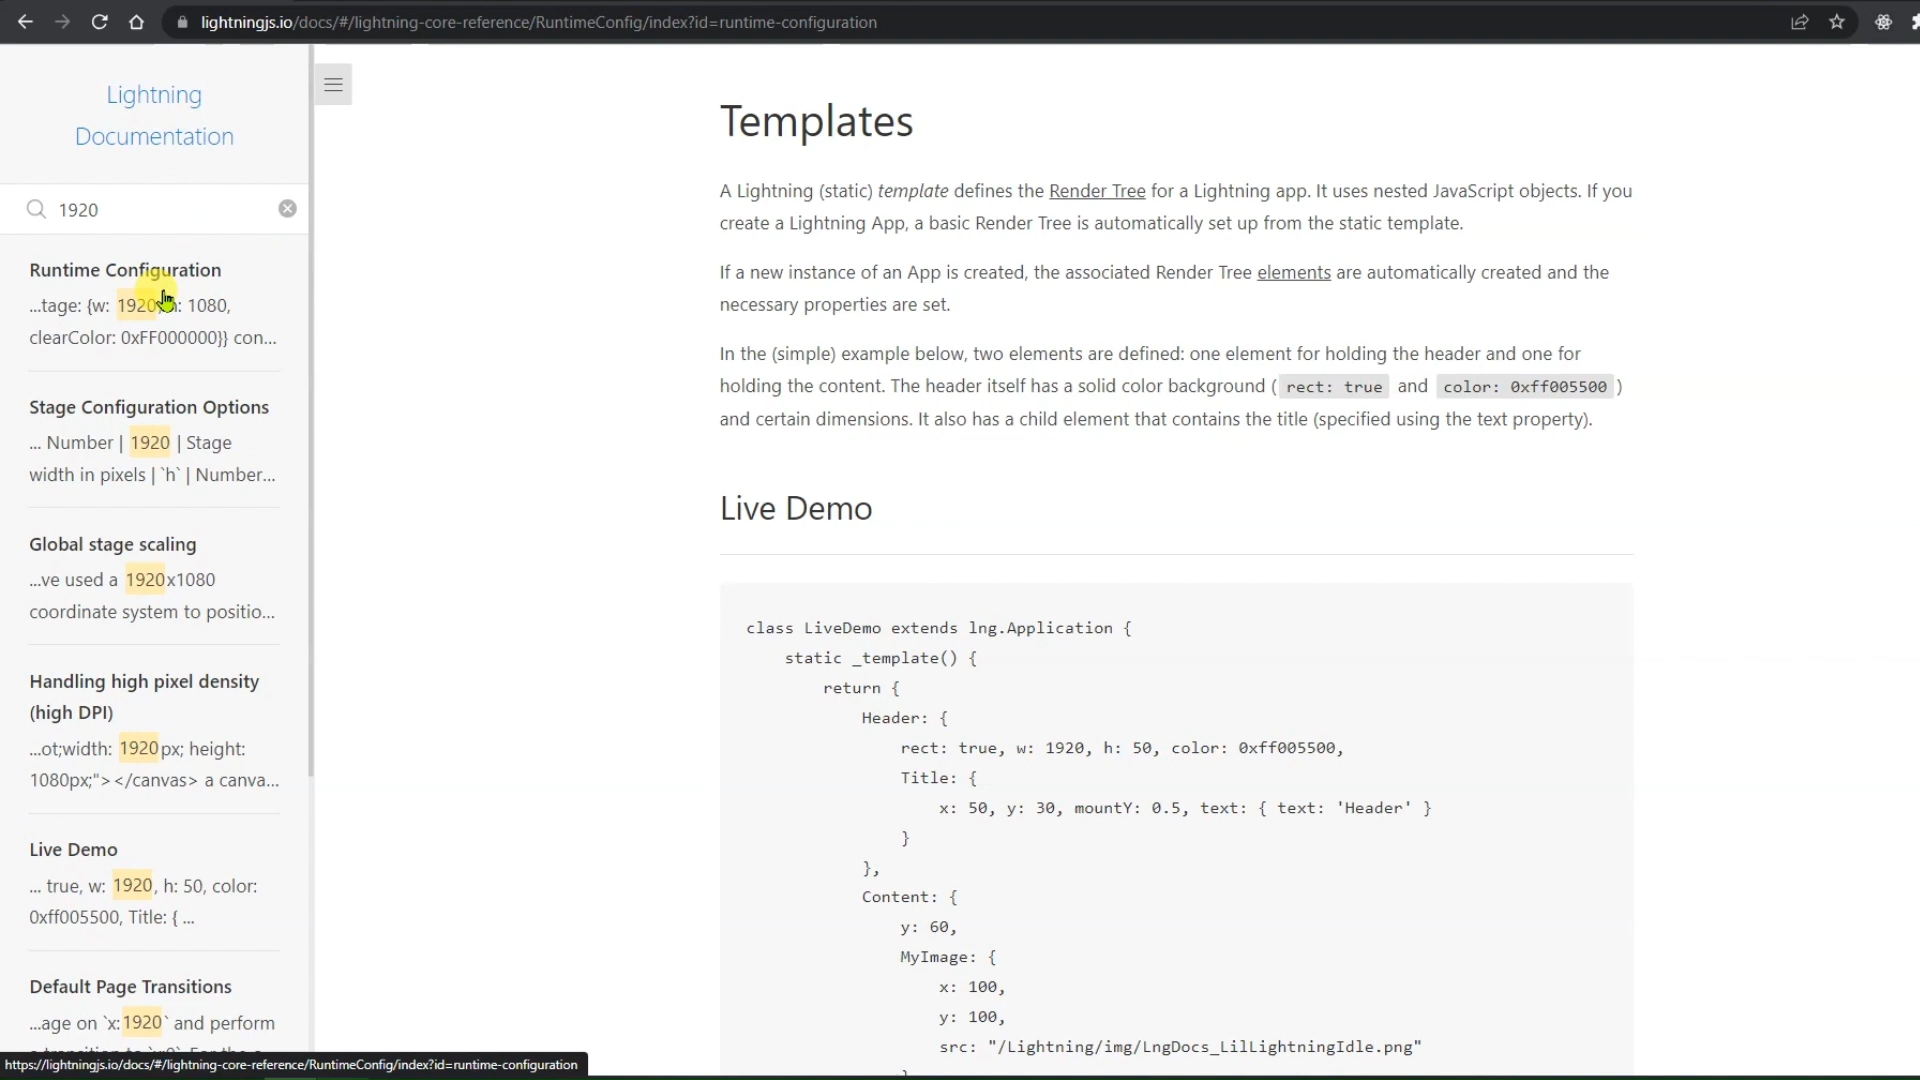 lightningjs.io/docs/#/lightning-core-reference/RuntimeConfig/index?id=runtime-configuration
Lightning
Documentation
1920
Runtime Configuration
...tage: {w: 1920, h: 1080,
clearColor: 0xFF000000}} con...
Stage Configuration Options
... Number | 1920 | Stage
width in pixels | `h` | Number...
Global stage scaling
...ve used a 1920x1080
coordinate system to positio...
Handling high pixel density
(high DPI)
...ot;width: 1920px; height:
1080px;"></canvas> a canva...
Live Demo
... true, w: 1920, h: 50, color:
0xff005500, Title: { ...
Default Page Transitions
...age on `x:1920` and perform
https://lightningjs.io/docs/#/lightning-core-reference/RuntimeConfig/index?id=runtime-configuration
Templates
A Lightning (static) template defines the Render Tree for a Lightning app. It uses nested JavaScript objects. If you
create a Lightning App, a basic Render Tree is automatically set up from the static template.
If a new instance of an App is created, the associated Render Tree elements are automatically created and the
necessary properties are set.
In the (simple) example below, two elements are defined: one element for holding the header and one for
holding the content. The header itself has a solid color background ( rect: true and color: 0xff005500 )
and certain dimensions. It also has a child element that contains the title (specified using the text property).
Live Demo
class LiveDemo extends lng.Application {
static _template() {
return {
Header: {
rect: true, w: 1920, h: 50, color: 0xff005500,
Title: {
x: 50, y: 30, mountY: 0.5, text: { text: 'Header' }
}
},
Content: {
y: 60,
MyImage: {
x: 100,
y: 100,
src: "/Lightning/img/LngDocs_LilLightningIdle.png"